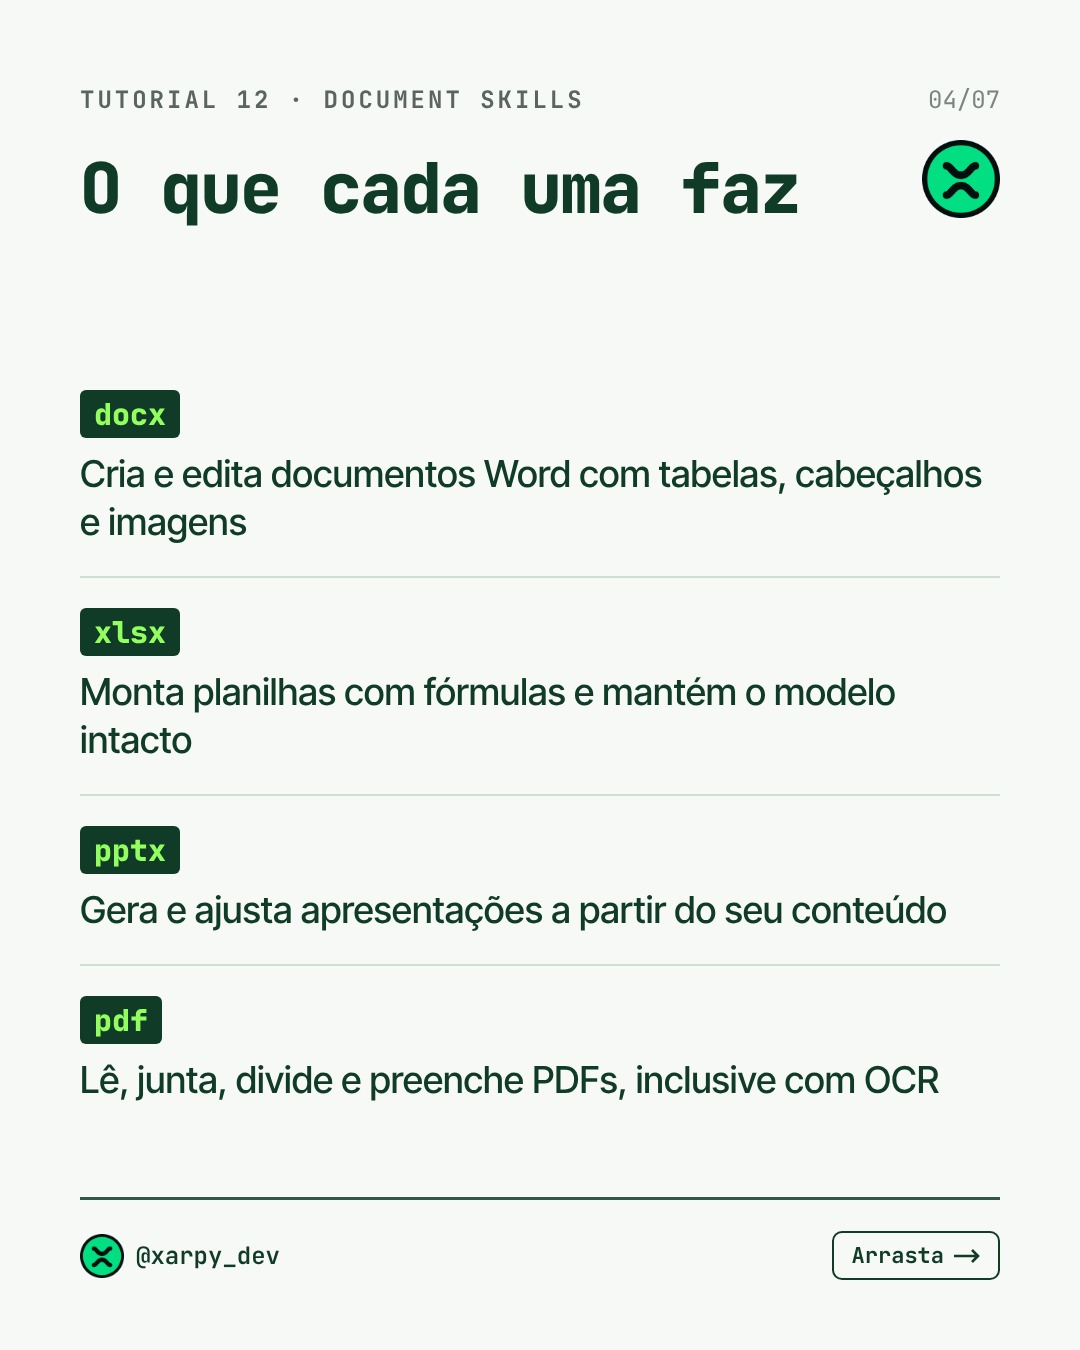 TUTORIAL 12 · DOCUMENT SKILLS
04/07
O que cada uma faz
docx
Cria e edita documentos Word com tabelas, cabeçalhos
e imagens
xlsx
Monta planilhas com fórmulas e mantém o modelo
intacto
pptx
Gera e ajusta apresentações a partir do seu conteúdo
pdf
Lê, junta, divide e preenche PDFs, inclusive com OCR
@xarpy_dev
Arrasta →